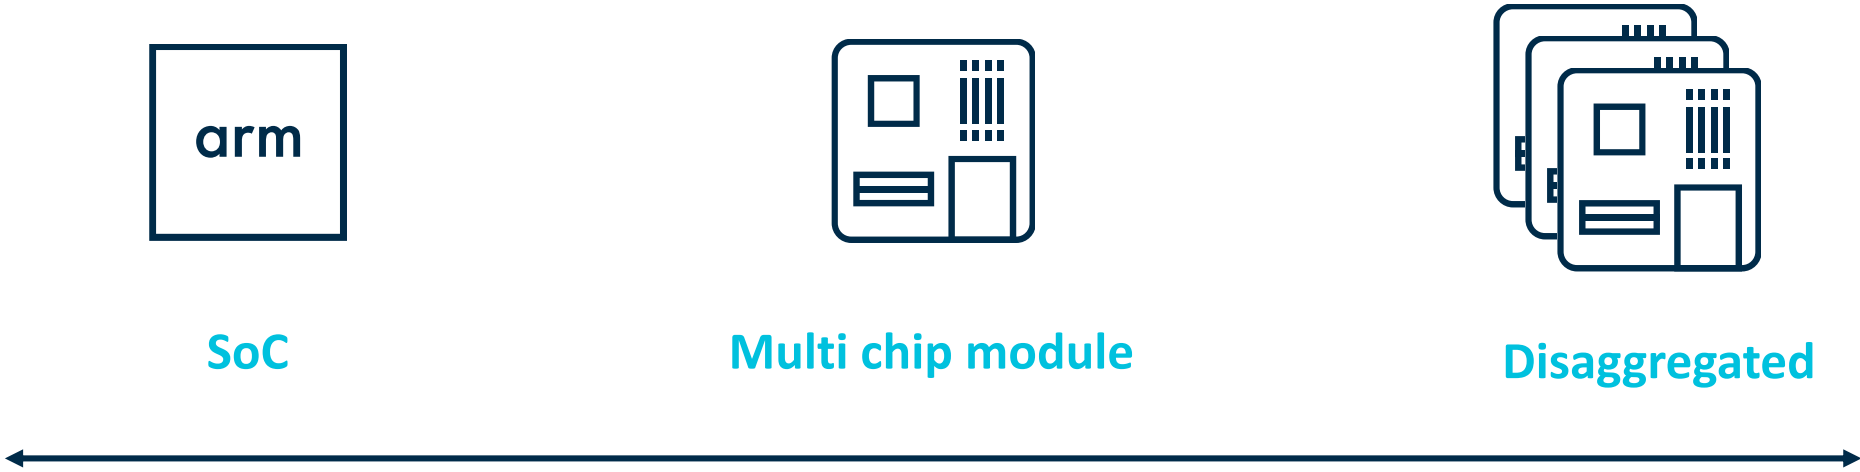 arm
SoC
Multi chip module
Disaggregated